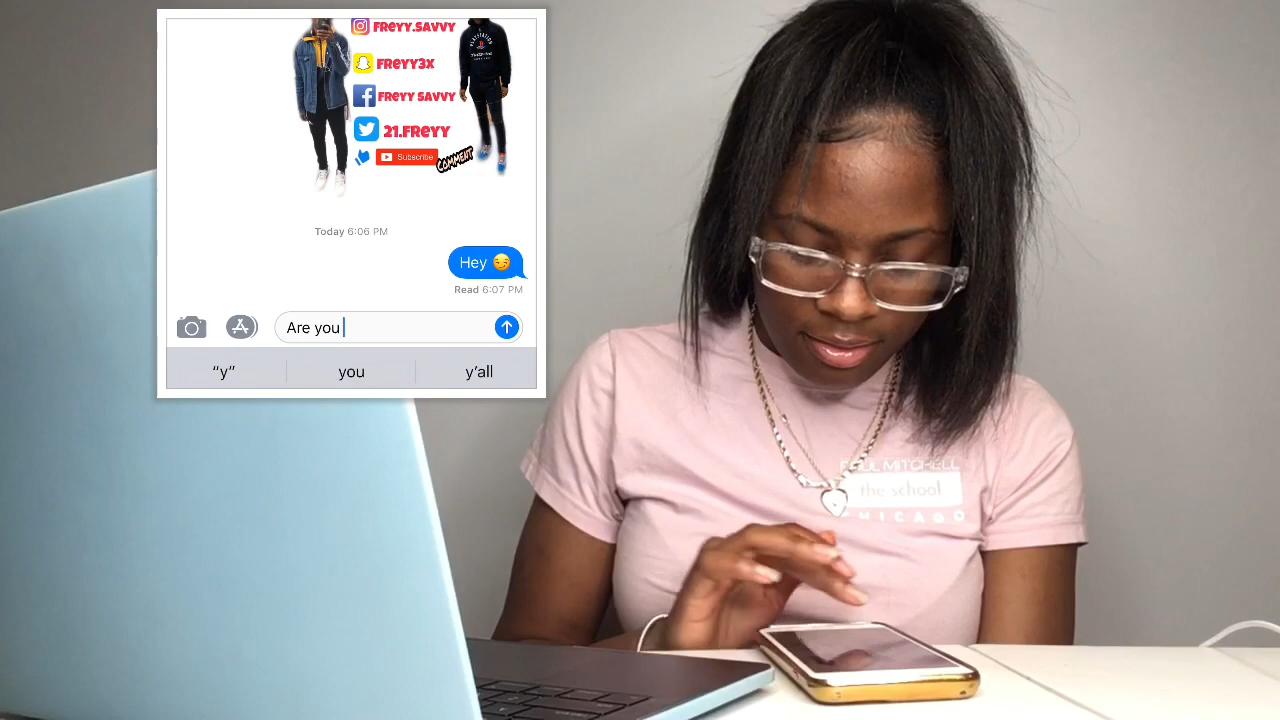 FREYY.SAVVY
FREYY3X
FREYY SAVVY
21.FREYY
Subscribe
COMMENT
PLAYSTATION
Today 6:06 PM
Hey 😏
Read 6:07 PM
Are you
“y” you y’all
PAUL MITCHELL
the school
CHICAGO